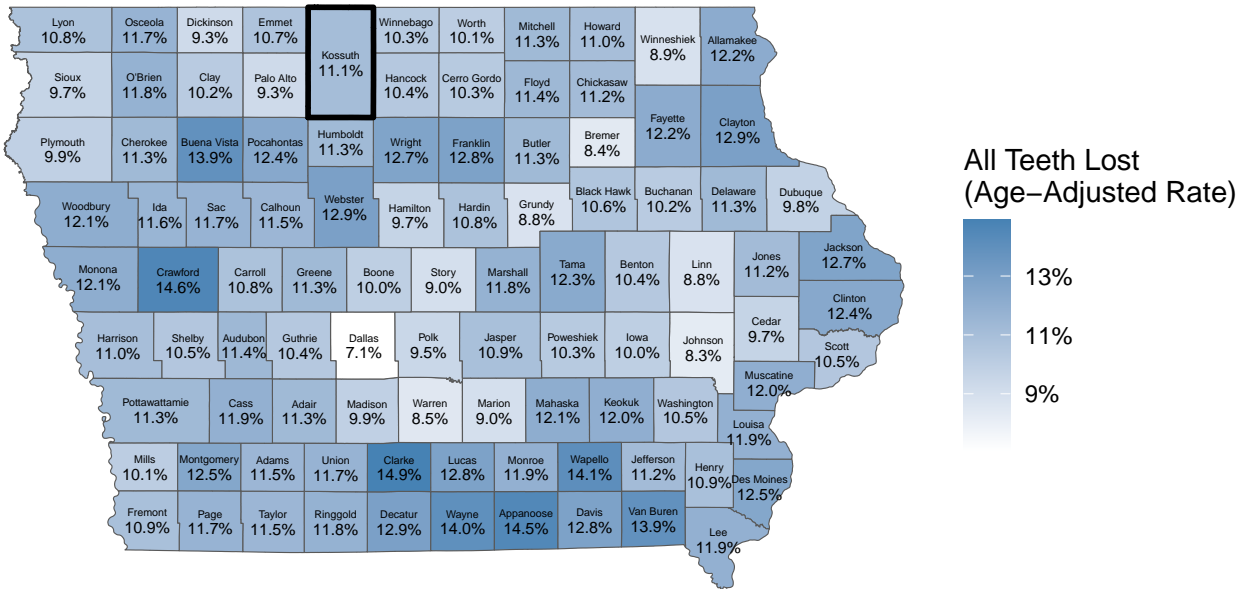 Lyon
10.8%
Osceola
11.7%
Dickinson
9.3%
Emmet
10.7%
Kossuth
11.1%
Winnebago
10.3%
Worth
10.1%
Mitchell
11.3%
Howard
11.0%
Winneshiek
8.9%
Allamakee
12.2%
Sioux
9.7%
O'Brien
11.8%
Clay
10.2%
Palo Alto
9.3%
Hancock
10.4%
Cerro Gordo
10.3%
Floyd
11.4%
Chickasaw
11.2%
Fayette
12.2%
Clayton
12.9%
Plymouth
9.9%
Cherokee
11.3%
Buena Vista
13.9%
Pocahontas
12.4%
Humboldt
11.3%
Wright
12.7%
Franklin
12.8%
Butler
11.3%
Bremer
8.4%
Woodbury
12.1%
Ida
11.6%
Sac
11.7%
Calhoun
11.5%
Webster
12.9%
Hamilton
9.7%
Hardin
10.8%
Grundy
8.8%
Black Hawk
10.6%
Buchanan
10.2%
Delaware
11.3%
Dubuque
9.8%
Monona
12.1%
Crawford
14.6%
Carroll
10.8%
Greene
11.3%
Boone
10.0%
Story
9.0%
Marshall
11.8%
Tama
12.3%
Benton
10.4%
Linn
8.8%
Jones
11.2%
Jackson
12.7%
Clinton
12.4%
Harrison
11.0%
Shelby
10.5%
Audubon
11.4%
Guthrie
10.4%
Dallas
7.1%
Polk
9.5%
Jasper
10.9%
Poweshiek
10.3%
Iowa
10.0%
Johnson
8.3%
Cedar
9.7%
Scott
10.5%
Muscatine
12.0%
Pottawattamie
11.3%
Cass
11.9%
Adair
11.3%
Madison
9.9%
Warren
8.5%
Marion
9.0%
Mahaska
12.1%
Keokuk
12.0%
Washington
10.5%
Louisa
11.9%
Mills
10.1%
Montgomery
12.5%
Adams
11.5%
Union
11.7%
Clarke
14.9%
Lucas
12.8%
Monroe
11.9%
Wapello
14.1%
Jefferson
11.2%
Henry
10.9%
Des Moines
12.5%
Fremont
10.9%
Page
11.7%
Taylor
11.5%
Ringgold
11.8%
Decatur
12.9%
Wayne
14.0%
Appanoose
14.5%
Davis
12.8%
Van Buren
13.9%
Lee
11.9%
All Teeth Lost
(Age−Adjusted Rate)
13%
11%
9%